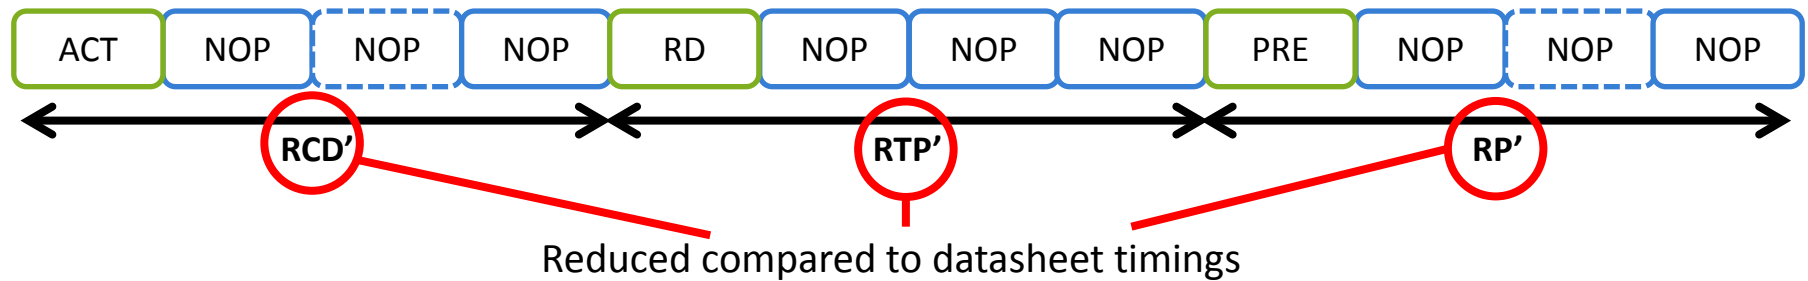 ACT NOP NOP NOP RD NOP NOP NOP PRE NOP NOP NOP
RCD’ RTP’ RP’
Reduced compared to datasheet timings